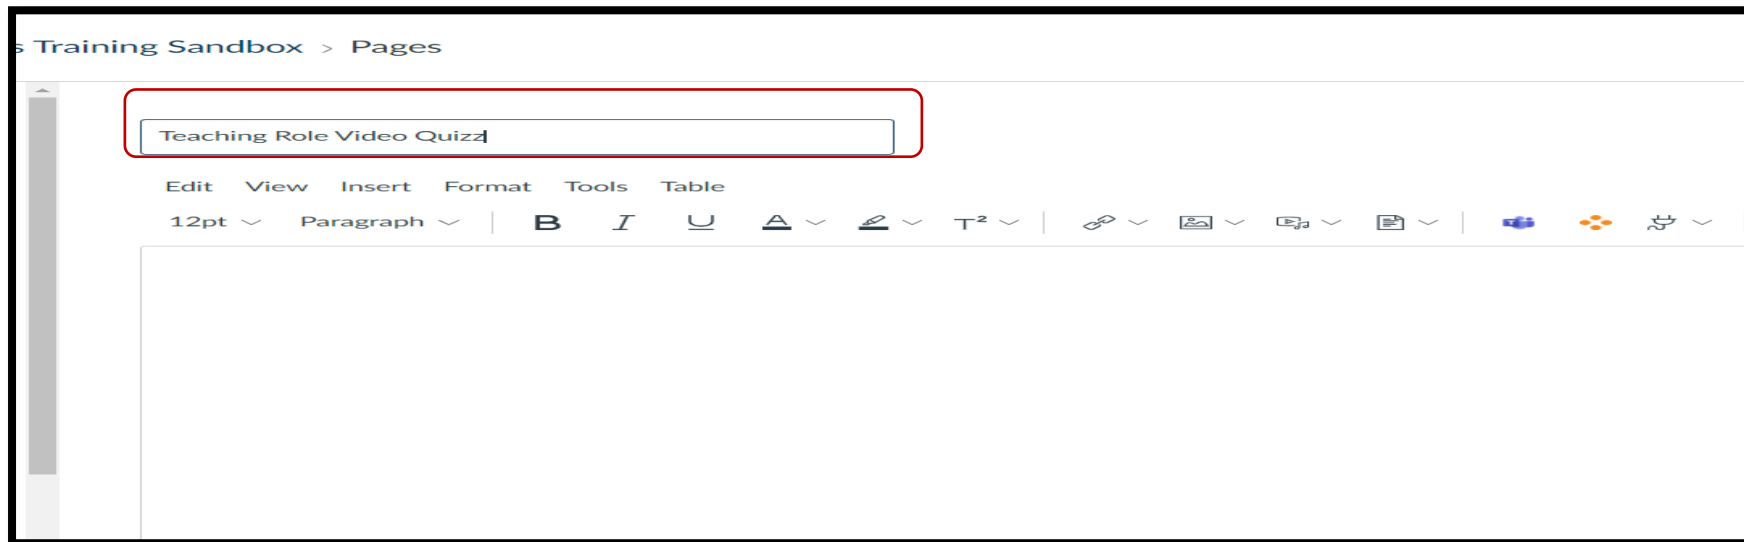 s Training Sandbox > Pages
Teaching Role Video Quizz
Edit View Insert Format Tools Table
12pt Paragraph B I U A T²